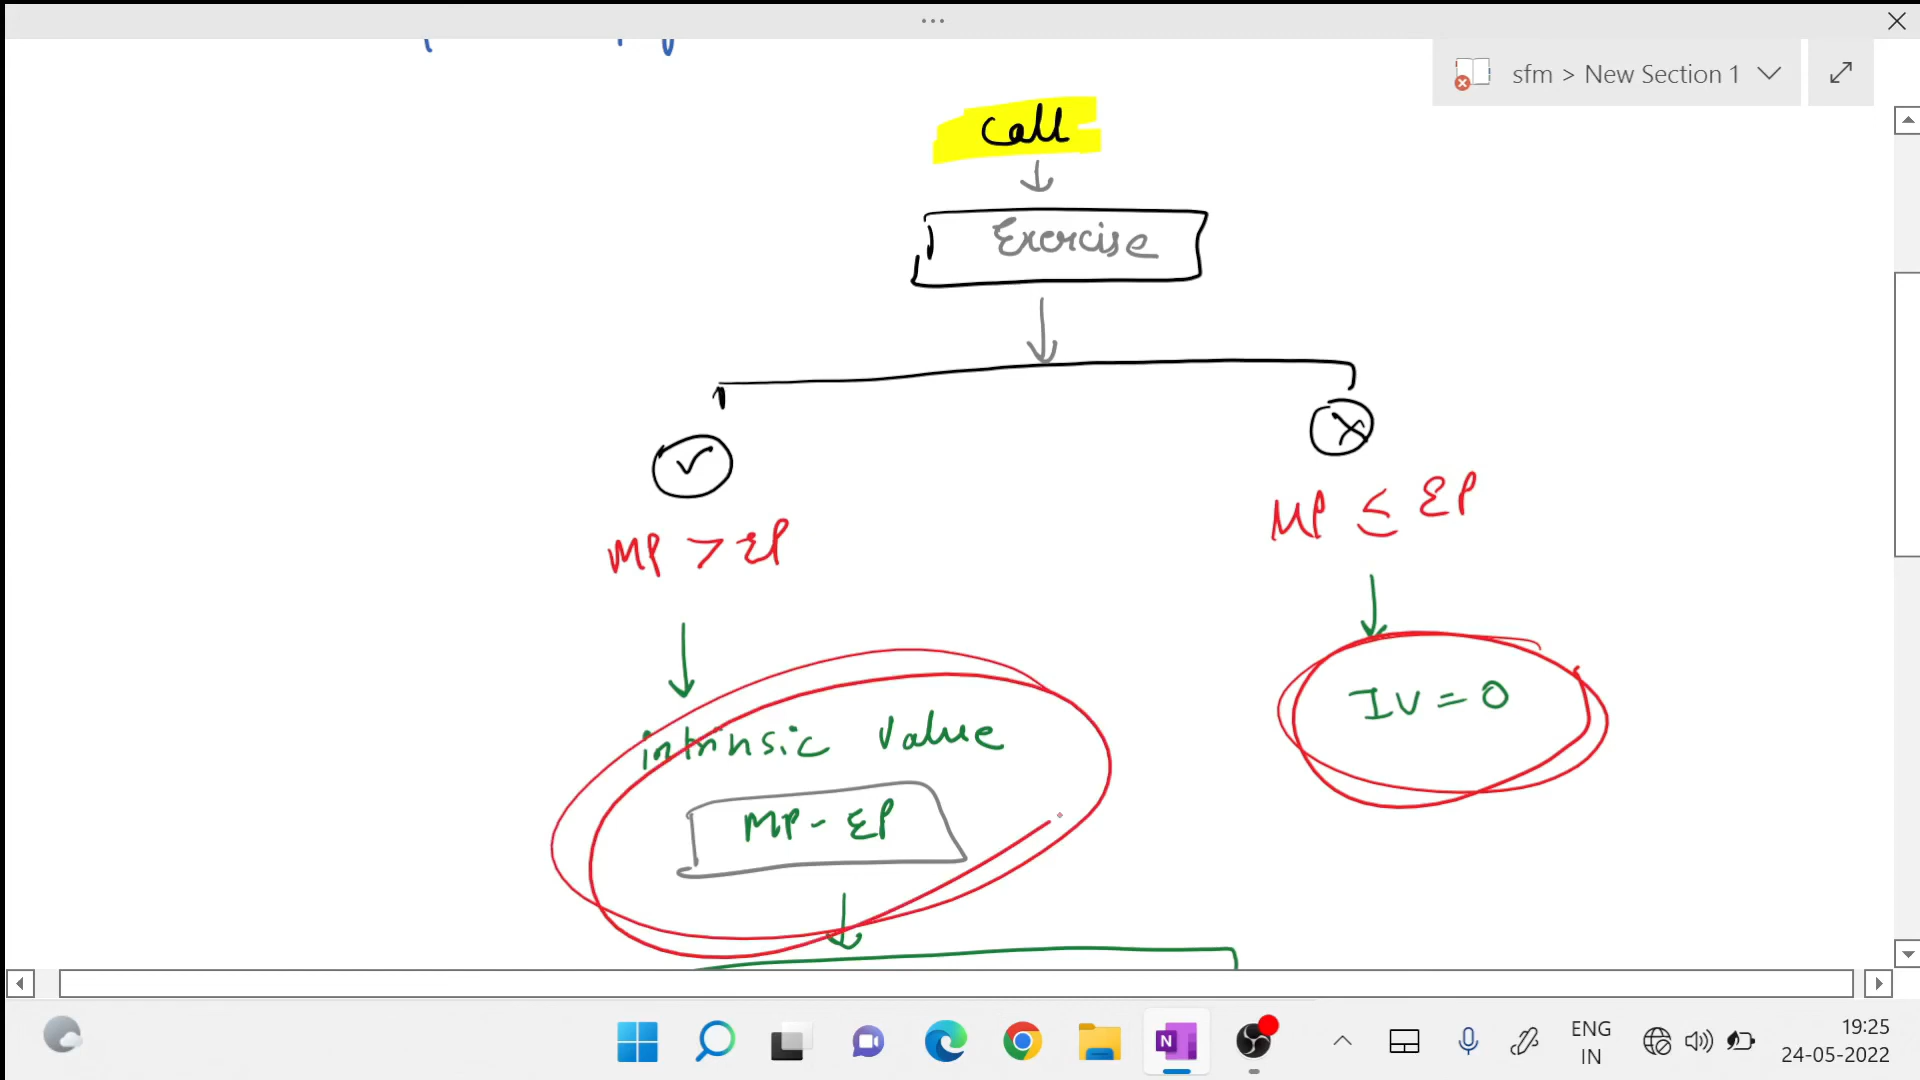 sfm > New Section 1
Call
Exercise
MP > EP
MP ≤ EP
intrinsic value
IV = 0
MP - EP
ENG
IN
19:25
24-05-2022